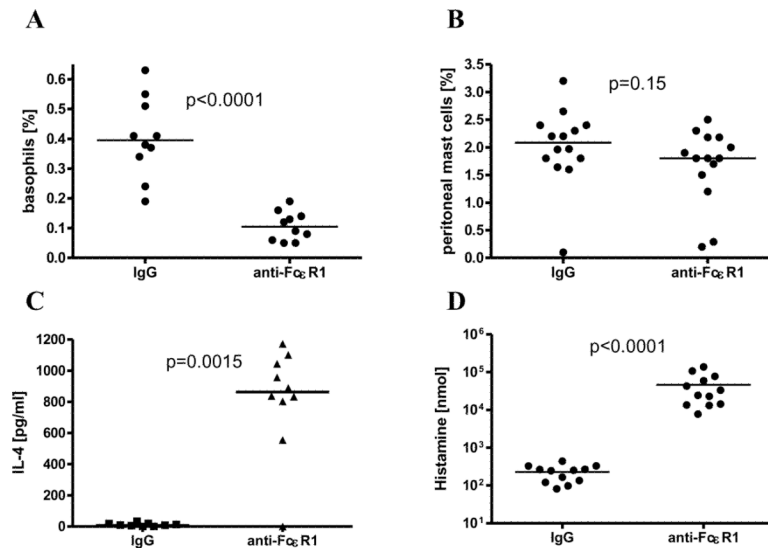 A
basophils [%]
0.6
0.5
0.4
0.3
0.2
0.1
0.0
p<0.0001
IgG
anti-FcεR1
B
peritoneal mast cells [%]
3.5
3.0
2.5
2.0
1.5
1.0
0.5
0.0
p=0.15
IgG
anti-FcεR1
C
IL-4 [pg/ml]
1200
1000
800
600
400
200
0
p=0.0015
IgG
anti-FcεR1
D
Histamine [nmol]
10⁶
10⁵
10⁴
10³
10²
10¹
p<0.0001
IgG
anti-FcεR1